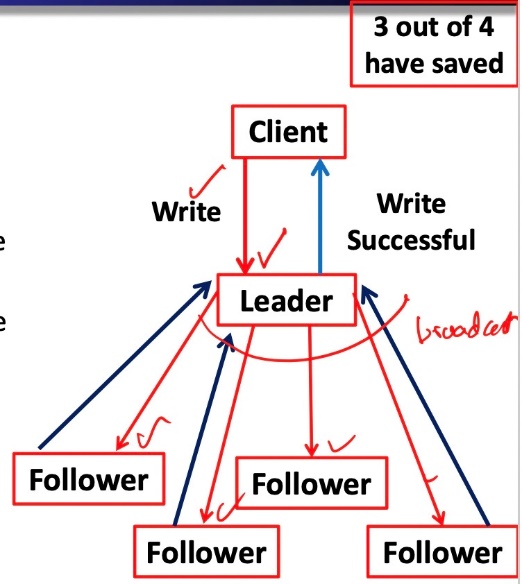 3 out of 4
have saved
Client
Write
Write
Successful
e
e
Leader
broadcast
Follower
Follower
Follower
Follower